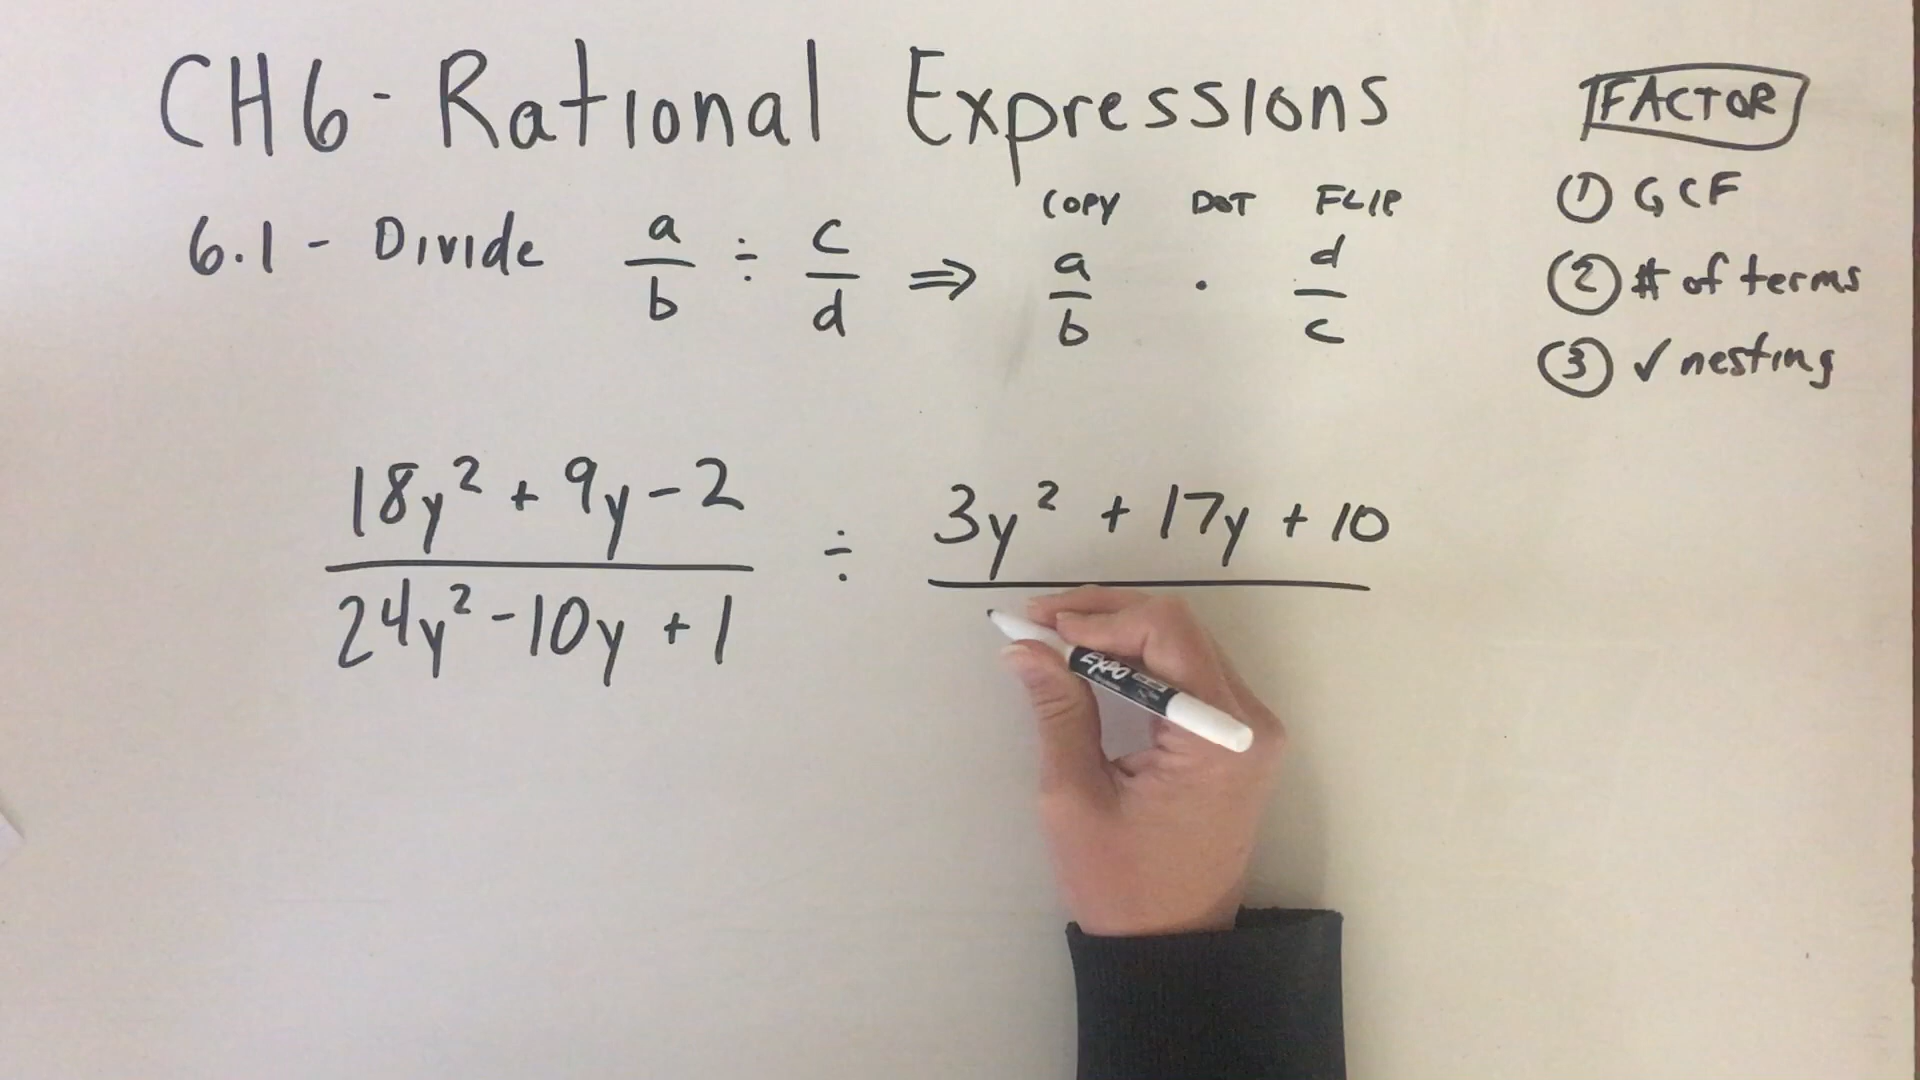 CH6 - Rational Expressions
FACTOR
① GCF
② # of terms
③ ✓ nesting
COPY DOT FLIP
6.1 - Divide a/b ÷ c/d ⇒ a/b · d/c
18y² + 9y - 2 / 24y² - 10y + 1 ÷ 3y² + 17y + 10
EXPO